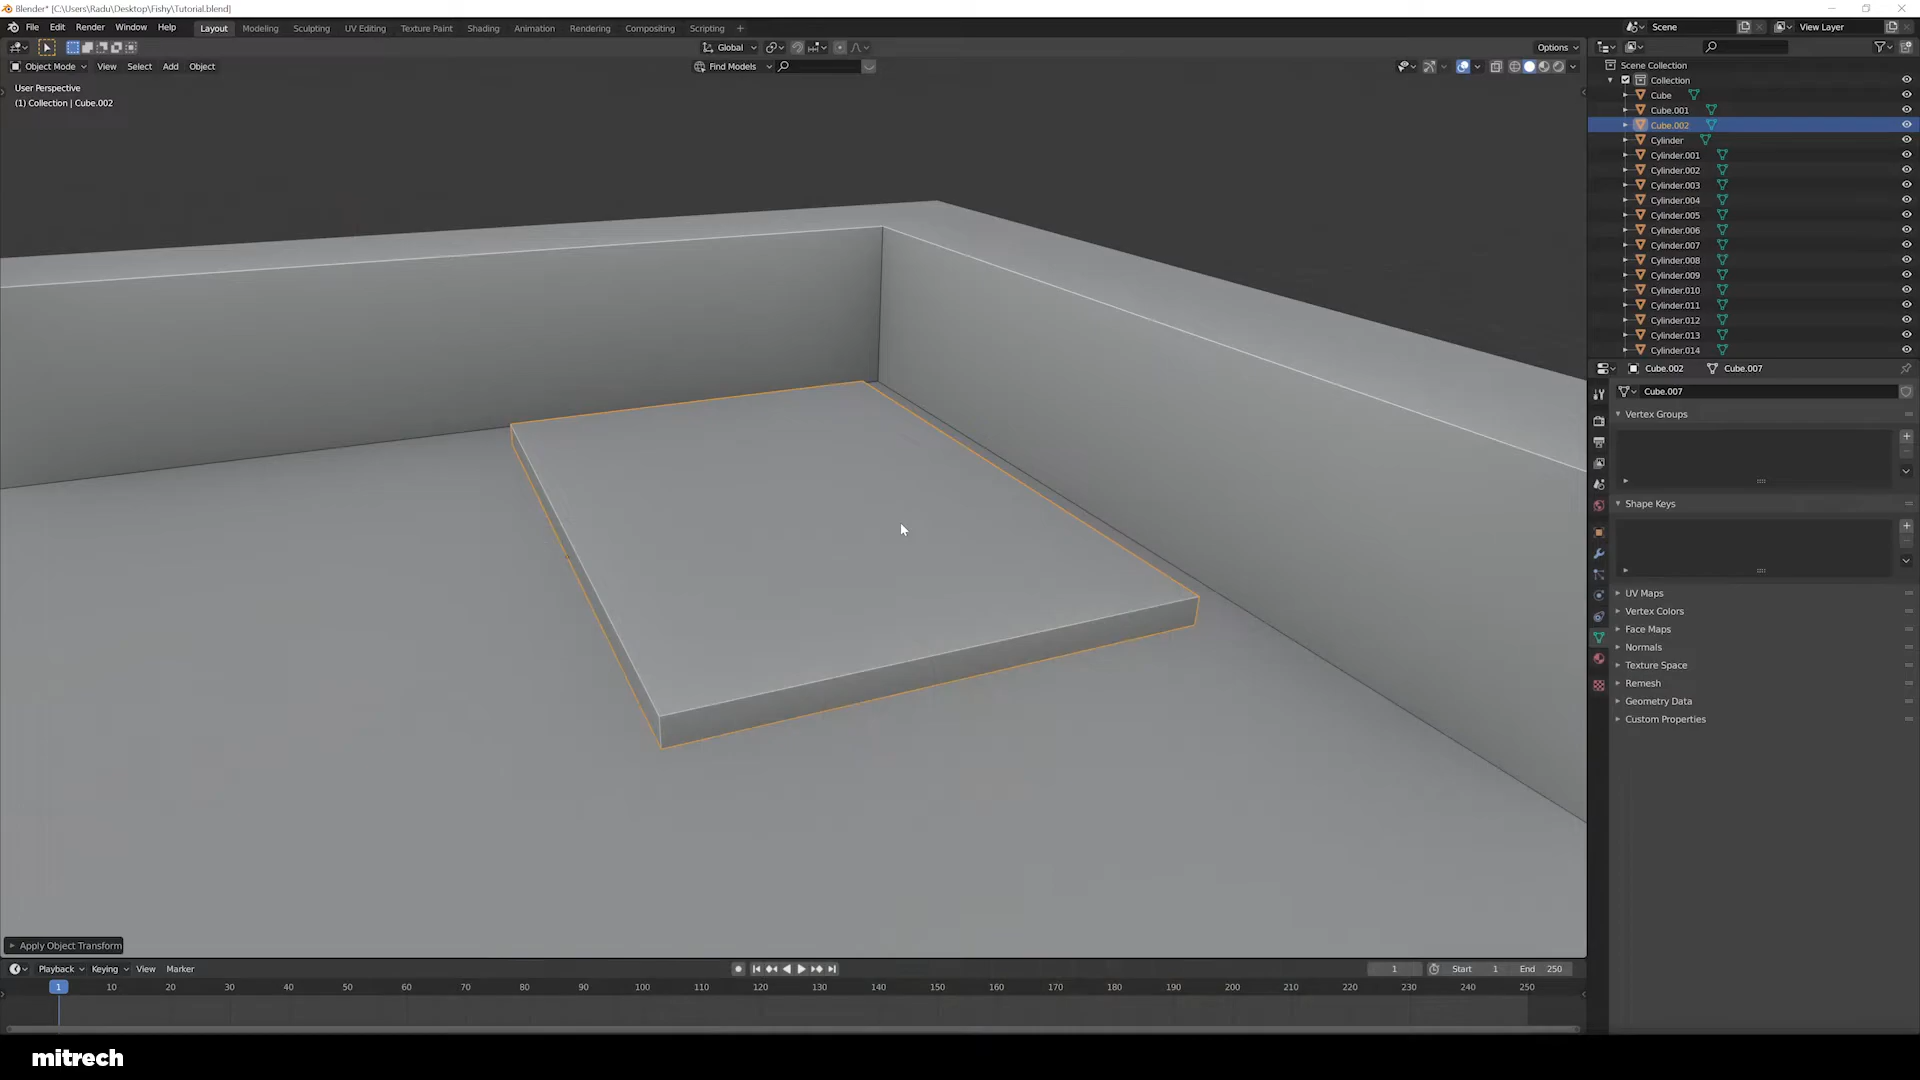 Blender* [C:\Users\Radu\Desktop\Fishy\Tutorial.blend]
File Edit Render Window Help Layout Modeling Sculpting UV Editing Texture Paint Shading Animation Rendering Compositing Scripting + Scene View Layer
Global Options
Object Mode View Select Add Object Find Models
User Perspective
(1) Collection | Cube.002
Scene Collection
Collection
Cube
Cube.001
Cube.002
Cylinder
Cylinder.001
Cylinder.002
Cylinder.003
Cylinder.004
Cylinder.005
Cylinder.006
Cylinder.007
Cylinder.008
Cylinder.009
Cylinder.010
Cylinder.011
Cylinder.012
Cylinder.013
Cylinder.014
Cube.002 Cube.007
Cube.007
Vertex Groups
Shape Keys
UV Maps
Vertex Colors
Face Maps
Normals
Texture Space
Remesh
Geometry Data
Custom Properties
Apply Object Transform
Playback Keying View Marker 1 Start 1 End 250
1 10 20 30 40 50 60 70 80 90 100 110 120 130 140 150 160 170 180 190 200 210 220 230 240 250
mitrech